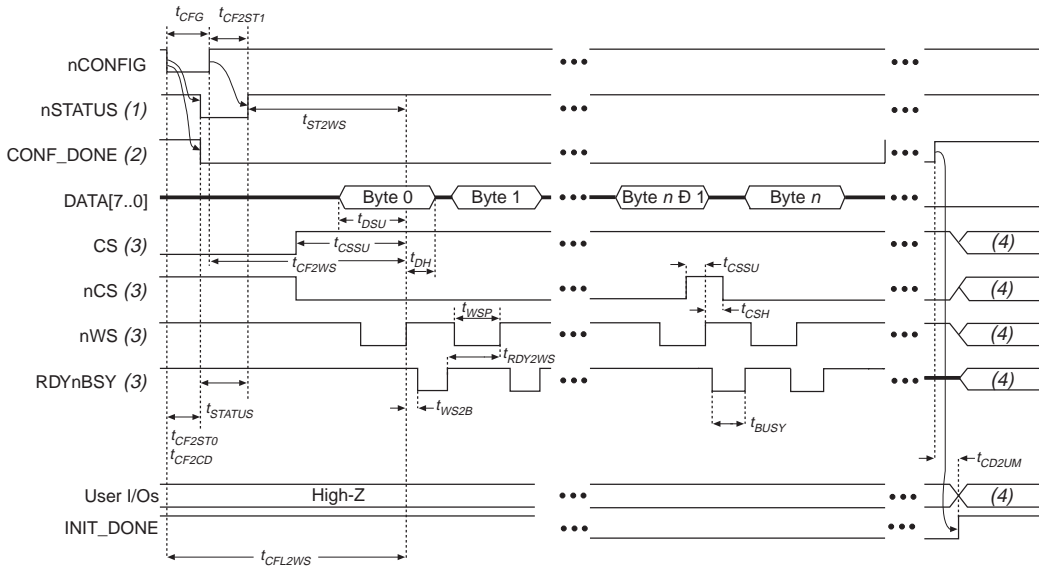 tCFG
tCF2ST1
nCONFIG
nSTATUS (1)
tST2WS
CONF_DONE (2)
DATA[7..0] Byte 0 Byte 1 Byte n Ð 1 Byte n
tDSU
CS (3) tCSSU (4)
tCF2WS tDH tCSSU
nCS (3) (4)
tWSP tCSH
nWS (3) (4)
tRDY2WS
RDYnBSY (3) (4)
tSTATUS tWS2B
tBUSY
tCF2ST0
tCF2CD
tCD2UM
User I/Os High-Z (4)
INIT_DONE
tCFL2WS